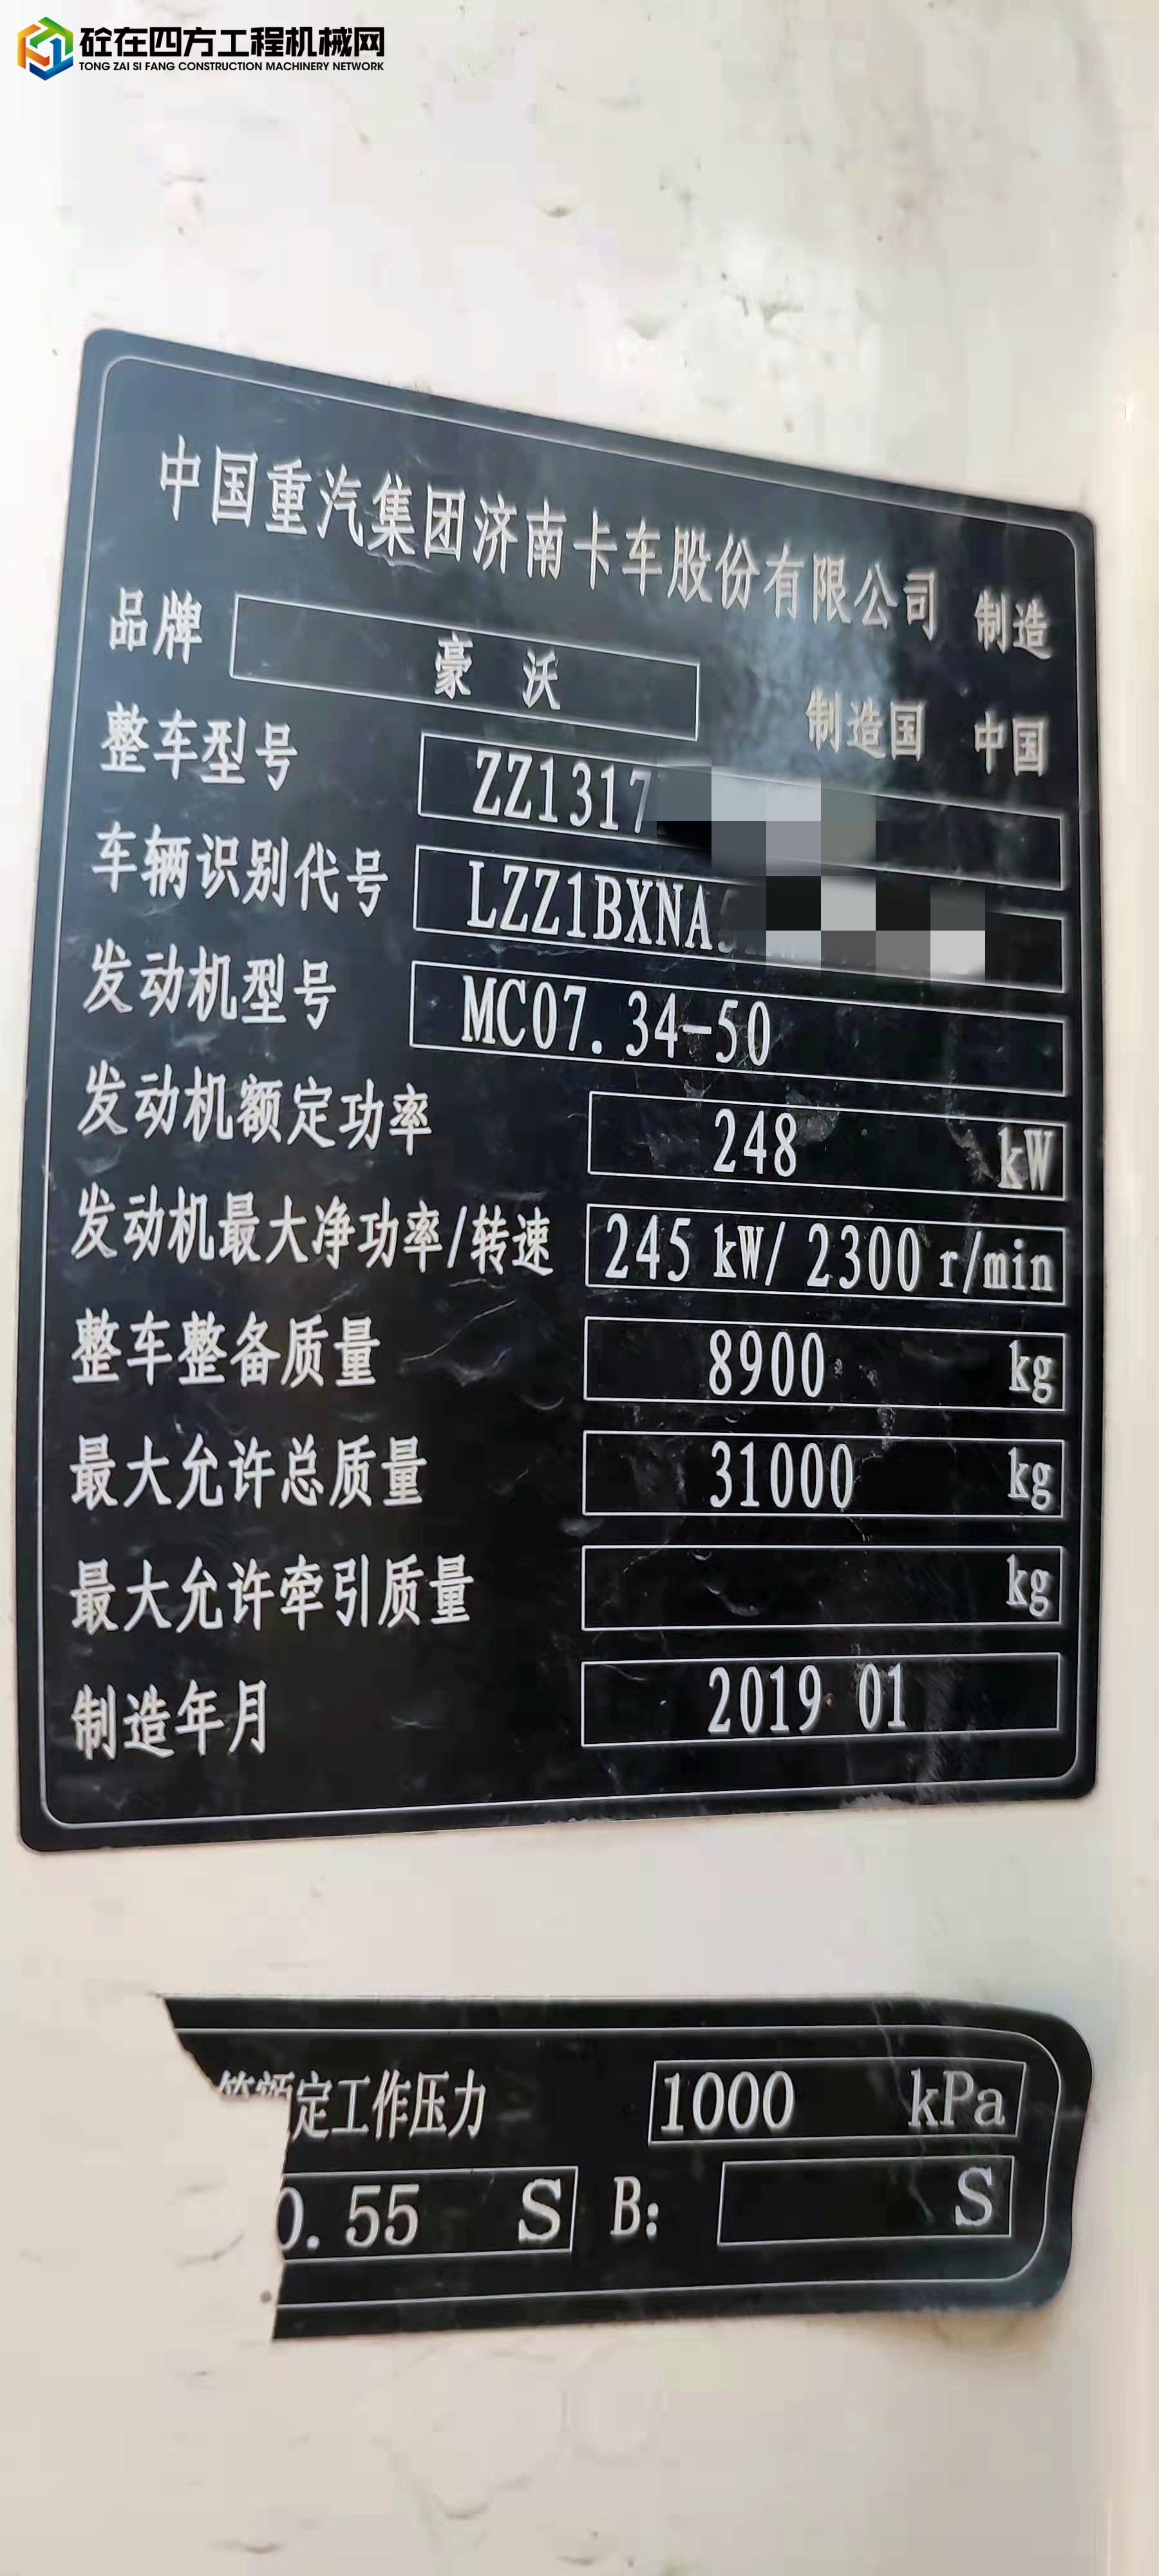 砼在四方工程机械网
TONG ZAI SI FANG CONSTRUCTION MACHINERY NETWORK
中国重汽集团济南卡车股份有限公司 制造
品牌 豪沃 制造国 中国
整车型号 ZZ1317
车辆识别代号 LZZ1BXNA
发动机型号 MC07.34-50
发动机额定功率 248 kW
发动机最大净功率/转速 245 kW/ 2300 r/min
整车整备质量 8900 kg
最大允许总质量 31000 kg
最大允许牵引质量 kg
制造年月 2019 01
额定工作压力 1000 kPa
0.55 S B: S